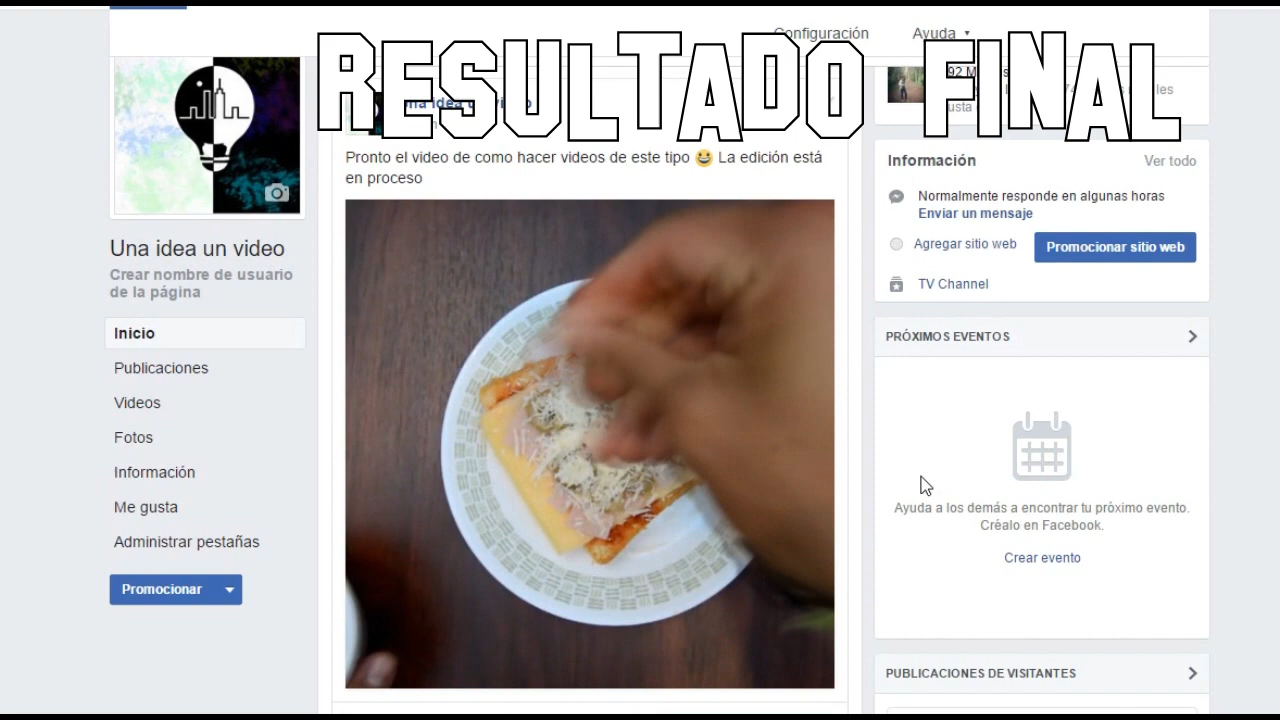 Configuración
Ayuda
RESULTADO FINAL
Pronto el video de como hacer videos de este tipo 😀 La edición está
en proceso
Una idea un video
Crear nombre de usuario
de la página
Inicio
Publicaciones
Videos
Fotos
Información
Me gusta
Administrar pestañas
Promocionar
Información
Ver todo
Normalmente responde en algunas horas
Enviar un mensaje
Agregar sitio web
Promocionar sitio web
TV Channel
PRÓXIMOS EVENTOS
Ayuda a los demás a encontrar tu próximo evento.
Créalo en Facebook.
Crear evento
PUBLICACIONES DE VISITANTES